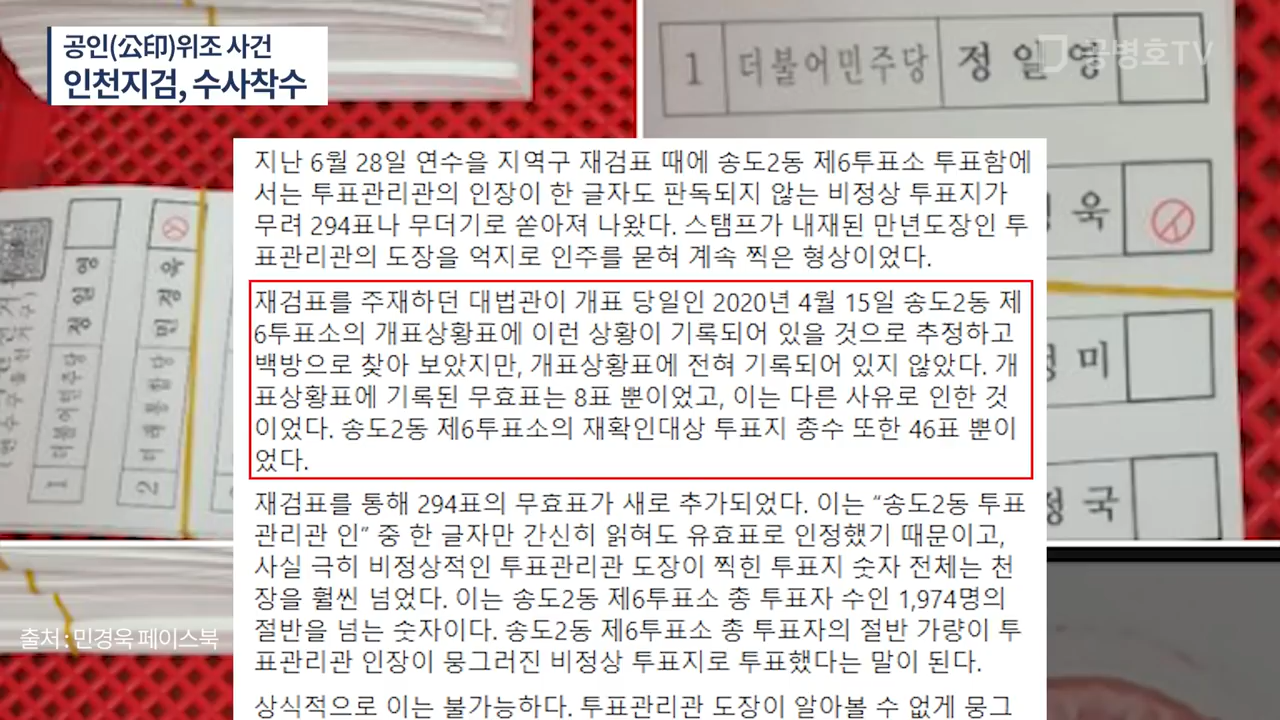 공인(公印)위조 사건
인천지검, 수사착수
공병호TV
1 더불어민주당 정일영
욱
미
정국
지난 6월 28일 연수을 지역구 재검표 때에 송도2동 제6투표소 투표함에
서는 투표관리관의 인장이 한 글자도 판독되지 않는 비정상 투표지가
무려 294표나 무더기로 쏟아져 나왔다. 스탬프가 내재된 만년도장인 투
표관리관의 도장을 억지로 인주를 묻혀 계속 찍은 형상이었다.
재검표를 주재하던 대법관이 개표 당일인 2020년 4월 15일 송도2동 제
6투표소의 개표상황표에 이런 상황이 기록되어 있을 것으로 추정하고
백방으로 찾아 보았지만, 개표상황표에 전혀 기록되어 있지 않았다. 개
표상황표에 기록된 무효표는 8표 뿐이었고, 이는 다른 사유로 인한 것
이었다. 송도2동 제6투표소의 재확인대상 투표지 총수 또한 46표 뿐이
었다.
재검표를 통해 294표의 무효표가 새로 추가되었다. 이는 “송도2동 투표
관리관 인” 중 한 글자만 간신히 읽혀도 유효표로 인정했기 때문이고,
사실 극히 비정상적인 투표관리관 도장이 찍힌 투표지 숫자 전체는 천
장을 훨씬 넘었다. 이는 송도2동 제6투표소 총 투표자 수인 1,974명의
절반을 넘는 숫자이다. 송도2동 제6투표소 총 투표자의 절반 가량이 투
표관리관 인장이 뭉그러진 비정상 투표지로 투표했다는 말이 된다.
상식적으로 이는 불가능하다. 투표관리관 도장이 알아볼 수 없게 뭉그
1 더불어민주당 정일영
2 미래통합당 민경욱
출처 : 민경욱 페이스북